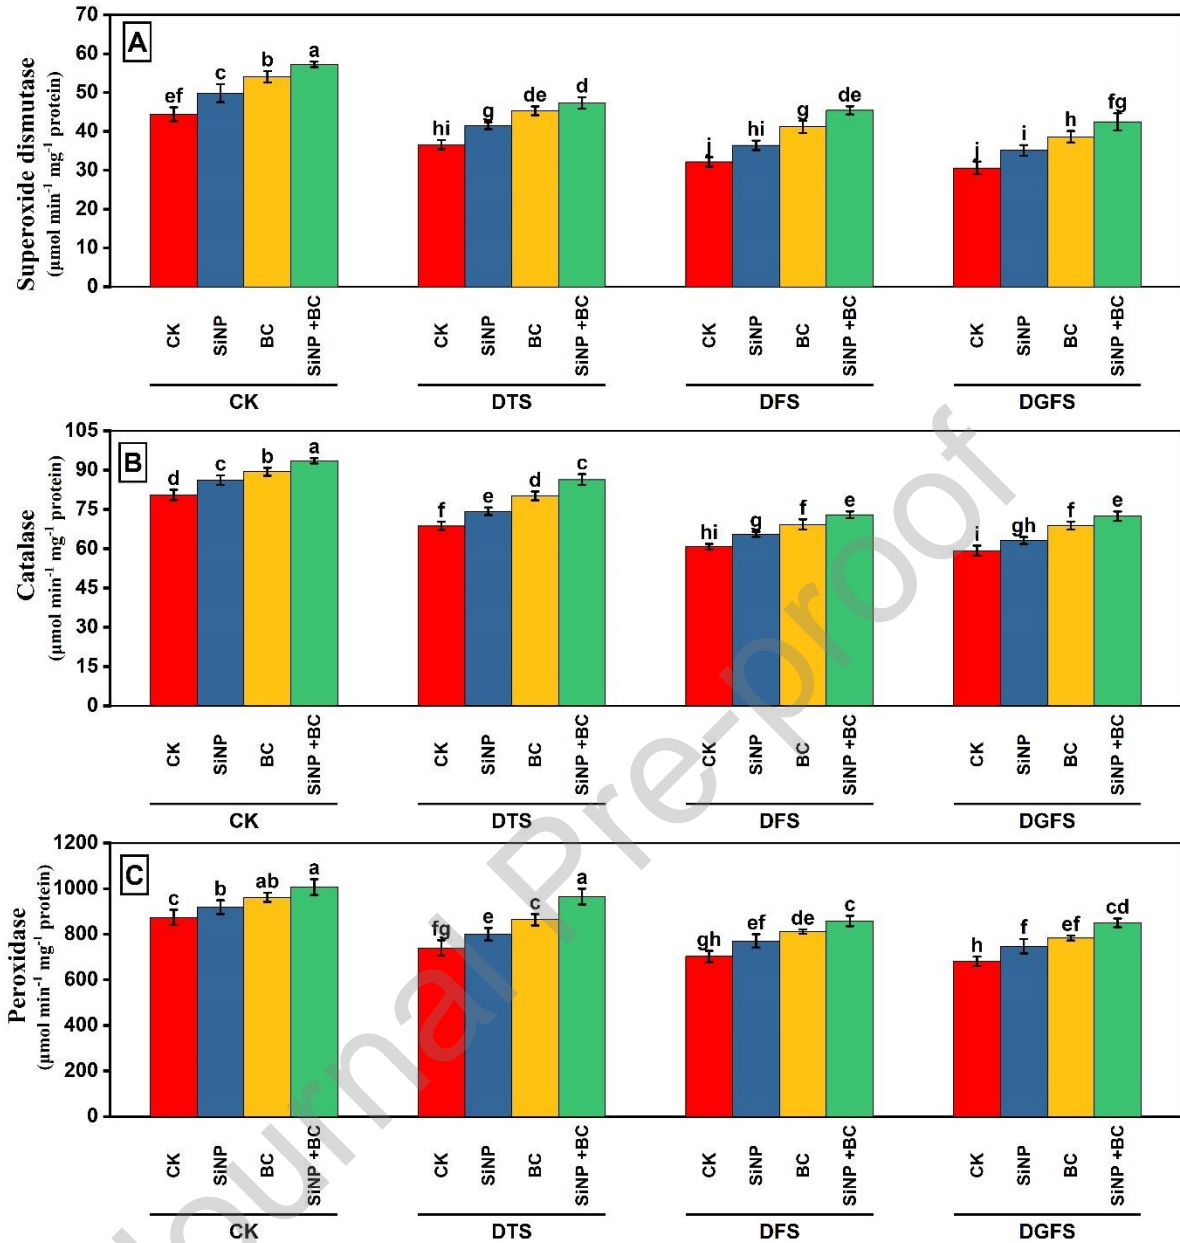 A
Superoxide dismutase
(µmol min⁻¹ mg⁻¹ protein)
70
60
50
40
30
20
10
0
ef c b a
hi g de d
j hi g de
j i h fg
CK SiNP BC SiNP +BC
CK SiNP BC SiNP +BC
CK SiNP BC SiNP +BC
CK SiNP BC SiNP +BC
CK DTS DFS DGFS
B
Catalase
(µmol min⁻¹ mg⁻¹ protein)
105
90
75
60
45
30
15
0
d c b a
f e d c
hi g f e
i gh f e
CK SiNP BC SiNP +BC
CK SiNP BC SiNP +BC
CK SiNP BC SiNP +BC
CK SiNP BC SiNP +BC
CK DTS DFS DGFS
C
Peroxidase
(µmol min⁻¹ mg⁻¹ protein)
1200
1000
800
600
400
200
0
c b ab a
fg e c a
gh ef de c
h f ef cd
CK SiNP BC SiNP +BC
CK SiNP BC SiNP +BC
CK SiNP BC SiNP +BC
CK SiNP BC SiNP +BC
CK DTS DFS DGFS
Journal Pre-proof